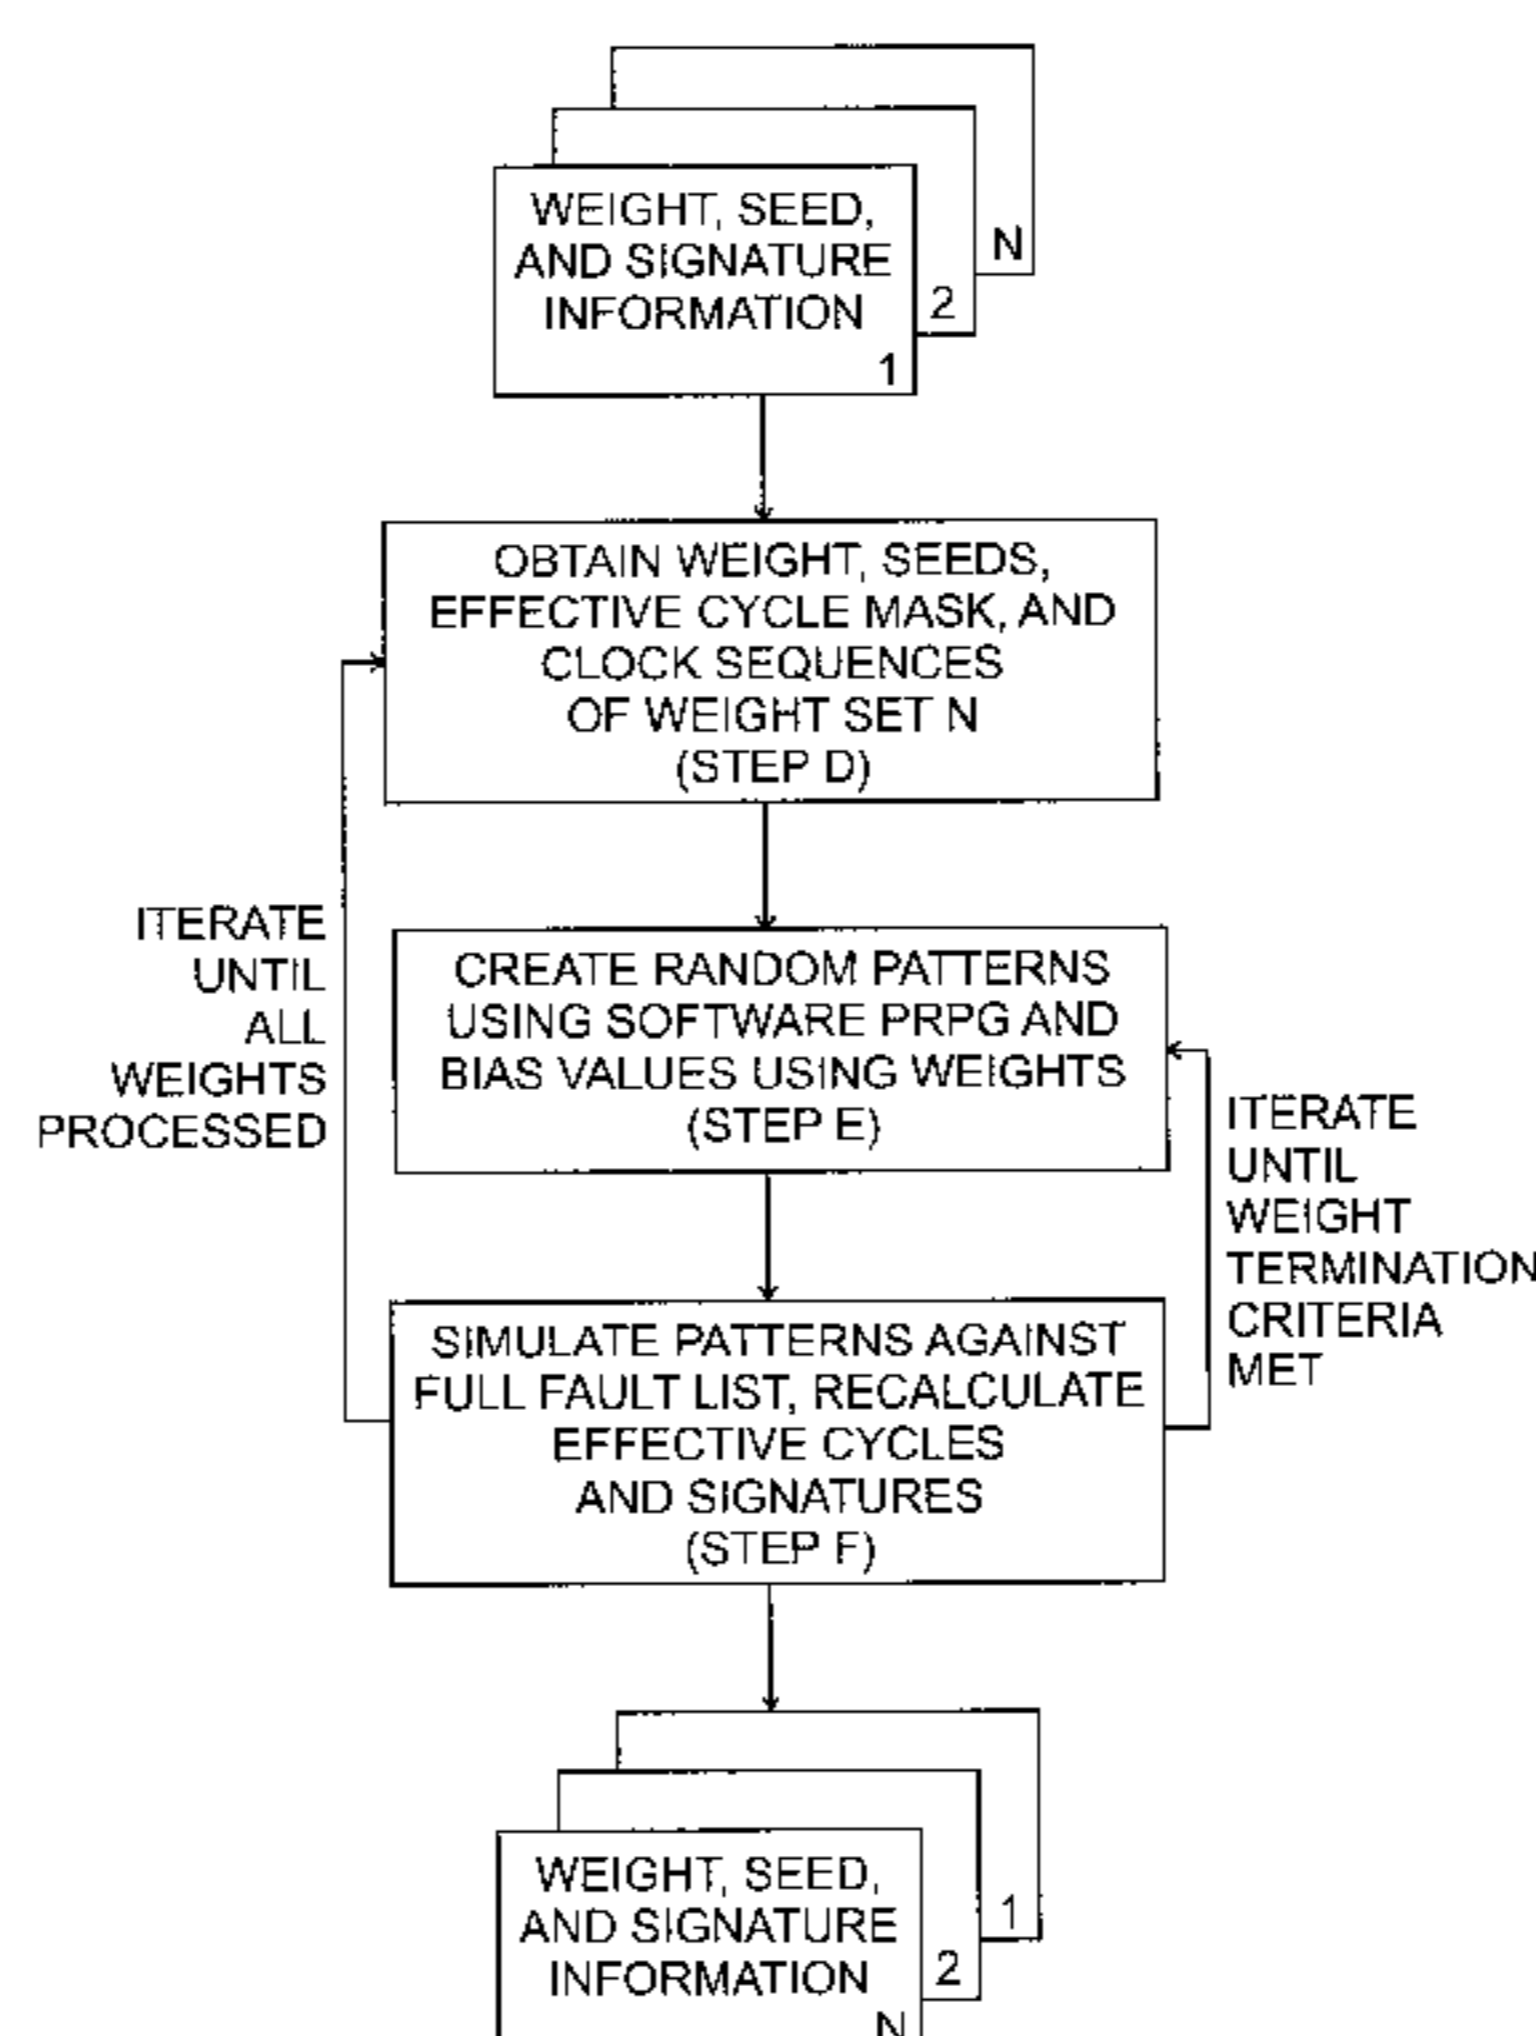 N
2
WEIGHT, SEED,
AND SIGNATURE
INFORMATION
1
OBTAIN WEIGHT, SEEDS,
EFFECTIVE CYCLE MASK, AND
CLOCK SEQUENCES
OF WEIGHT SET N
(STEP D)
ITERATE
UNTIL
ALL
WEIGHTS
PROCESSED
CREATE RANDOM PATTERNS
USING SOFTWARE PRPG AND
BIAS VALUES USING WEIGHTS
(STEP E)
ITERATE
UNTIL
WEIGHT
TERMINATION
CRITERIA
MET
SIMULATE PATTERNS AGAINST
FULL FAULT LIST, RECALCULATE
EFFECTIVE CYCLES
AND SIGNATURES
(STEP F)
1
2
WEIGHT, SEED,
AND SIGNATURE
INFORMATION
N